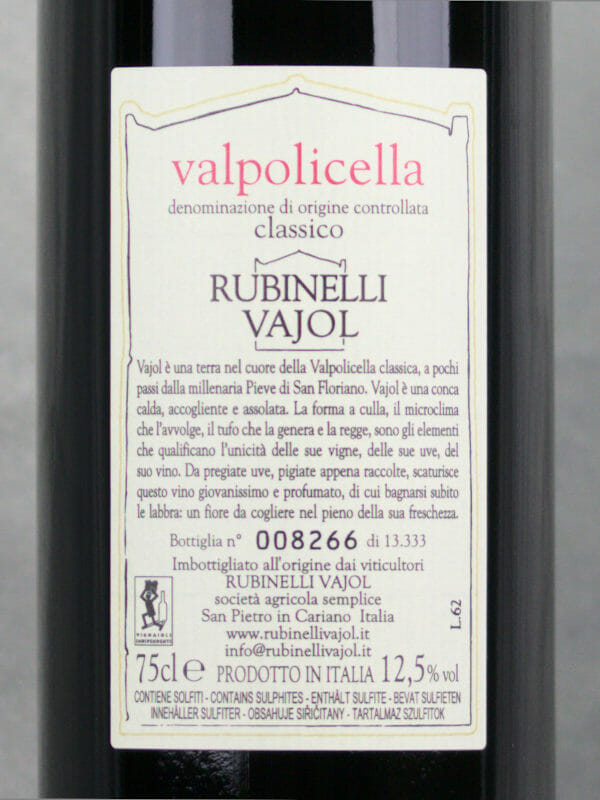 valpolicella
denominazione di origine controllata
classico
RUBINELLI
VAJOL
Vajol è una terra nel cuore della Valpolicella classica, a pochi
passi dalla millenaria Pieve di San Floriano. Vajol è una conca
calda, accogliente e assolata. La forma a culla, il microclima
che l'avvolge, il tufo che la genera e la regge, sono gli elementi
che qualificano l'unicità delle sue vigne, delle sue uve, del
suo vino. Da pregiate uve, pigiate appena raccolte, scaturisce
questo vino giovanissimo e profumato, di cui bagnarsi subito
le labbra: un fiore da cogliere nel pieno della sua freschezza.
Bottiglia n° 008266 di 13.333
Imbottigliato all'origine dai viticoltori
RUBINELLI VAJOL
società agricola semplice
San Pietro in Cariano Italia
www.rubinellivajol.it
info@rubinellivajol.it
L.62
VIGNAIOLI
INDIPENDENTI
75cl e PRODOTTO IN ITALIA 12,5% vol
CONTIENE SOLFITI - CONTAINS SULPHITES - ENTHÄLT SULFITE - BEVAT SULFIETEN
INNEHÅLLER SULFITER - OBSAHUJE SIŘIČITANY - TARTALMAZ SZULFITOK